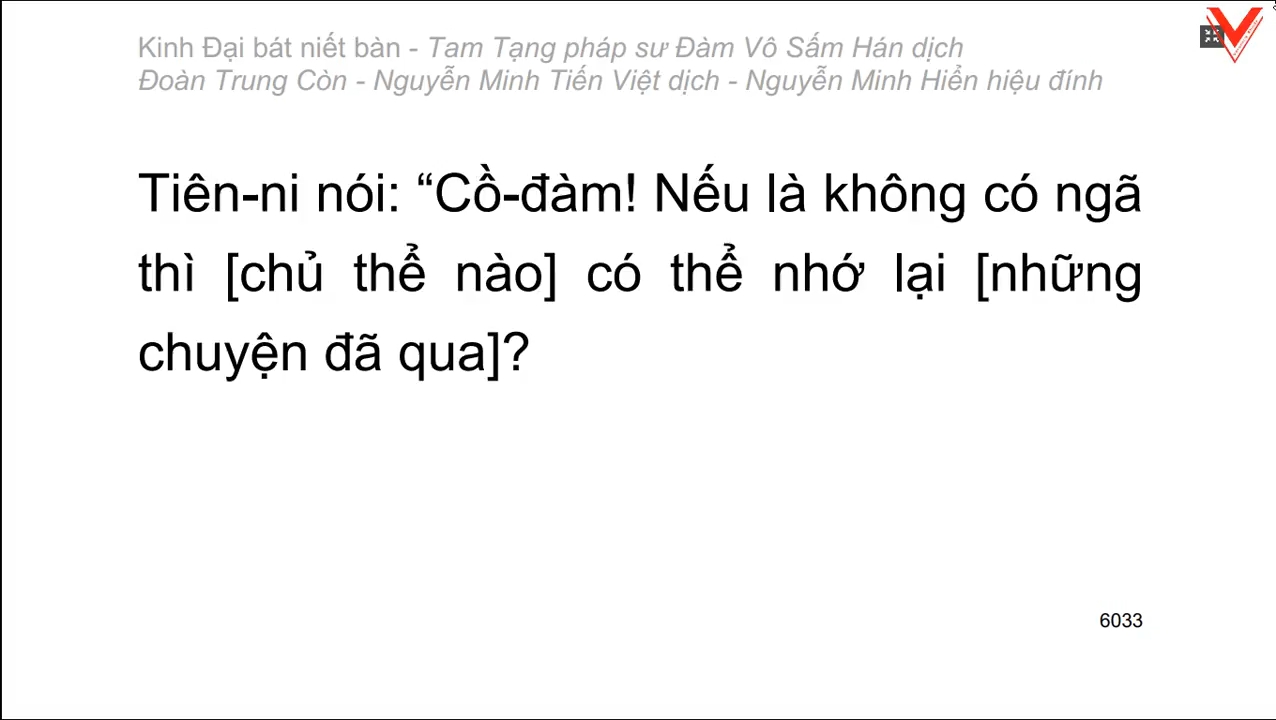 Kinh Đại bát niết bàn - Tam Tạng pháp sư Đàm Vô Sấm Hán dịch
Đoàn Trung Còn - Nguyễn Minh Tiến Việt dịch - Nguyễn Minh Hiển hiệu đính
Tiên-ni nói: “Cồ-đàm! Nếu là không có ngã
thì [chủ thể nào] có thể nhớ lại [những
chuyện đã qua]?
6033